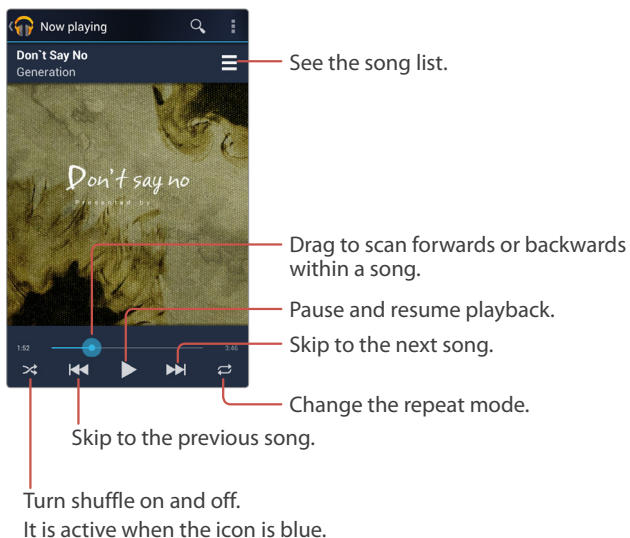 Now playing
Don`t Say No
Generation
See the song list.
Don't say no
Presented by
Drag to scan forwards or backwards
within a song.
Pause and resume playback.
1:52
3:46
Skip to the next song.
Change the repeat mode.
Skip to the previous song.
Turn shuffle on and off.
It is active when the icon is blue.